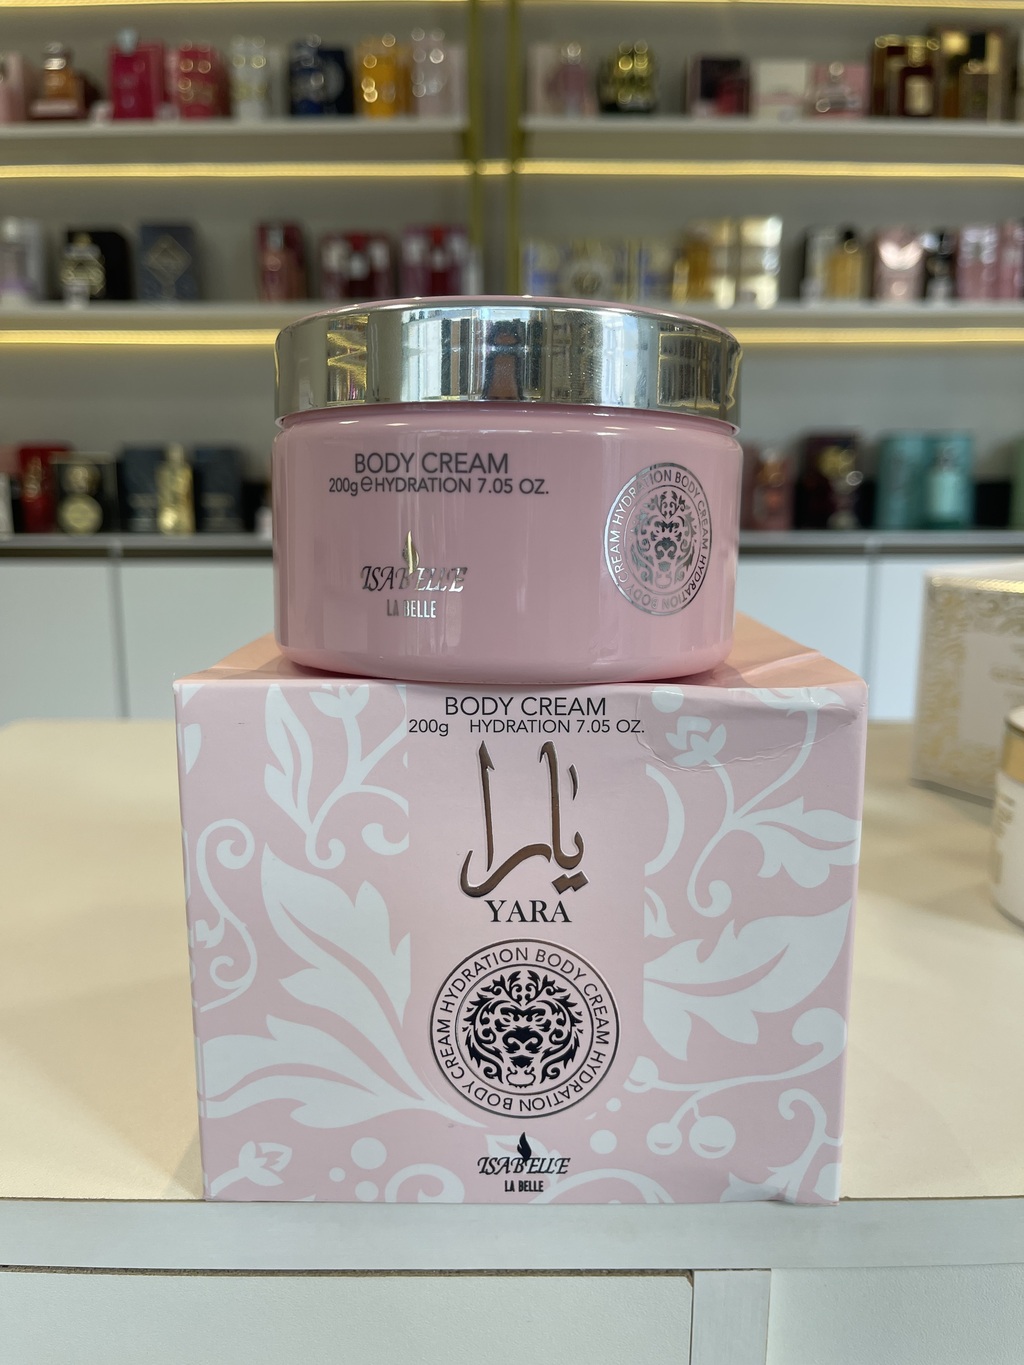 BODY CREAM
200g e HYDRATION 7.05 OZ.
CREAM HYDRATION BODY CREAM HYDRATION BODY
ISABELLE
LA BELLE
BODY CREAM
200g HYDRATION 7.05 OZ.
يارا
YARA
BODY CREAM HYDRATION BODY CREAM HYDRATION
ISABELLE
LA BELLE